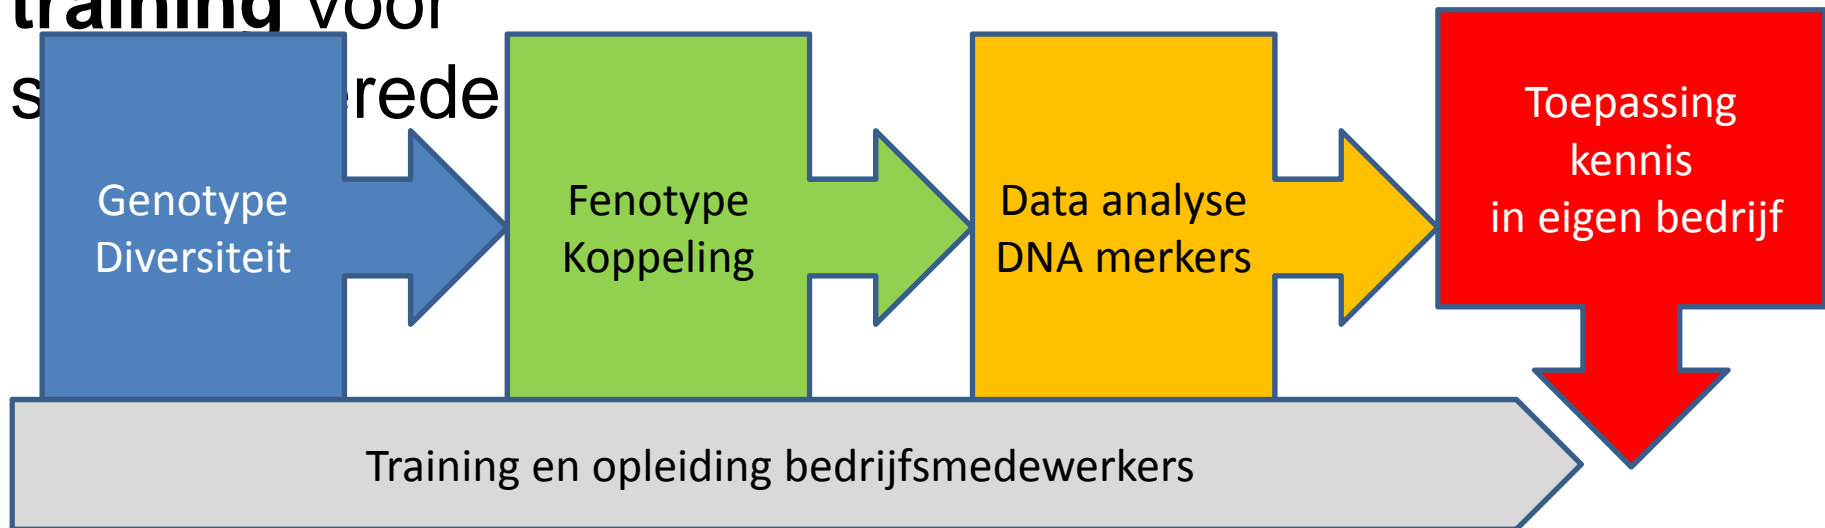 training voor
rede
Genotype
Diversiteit
Fenotype
Koppeling
Data analyse
DNA merkers
Toepassing
kennis
in eigen bedrijf
Training en opleiding bedrijfsmedewerkers